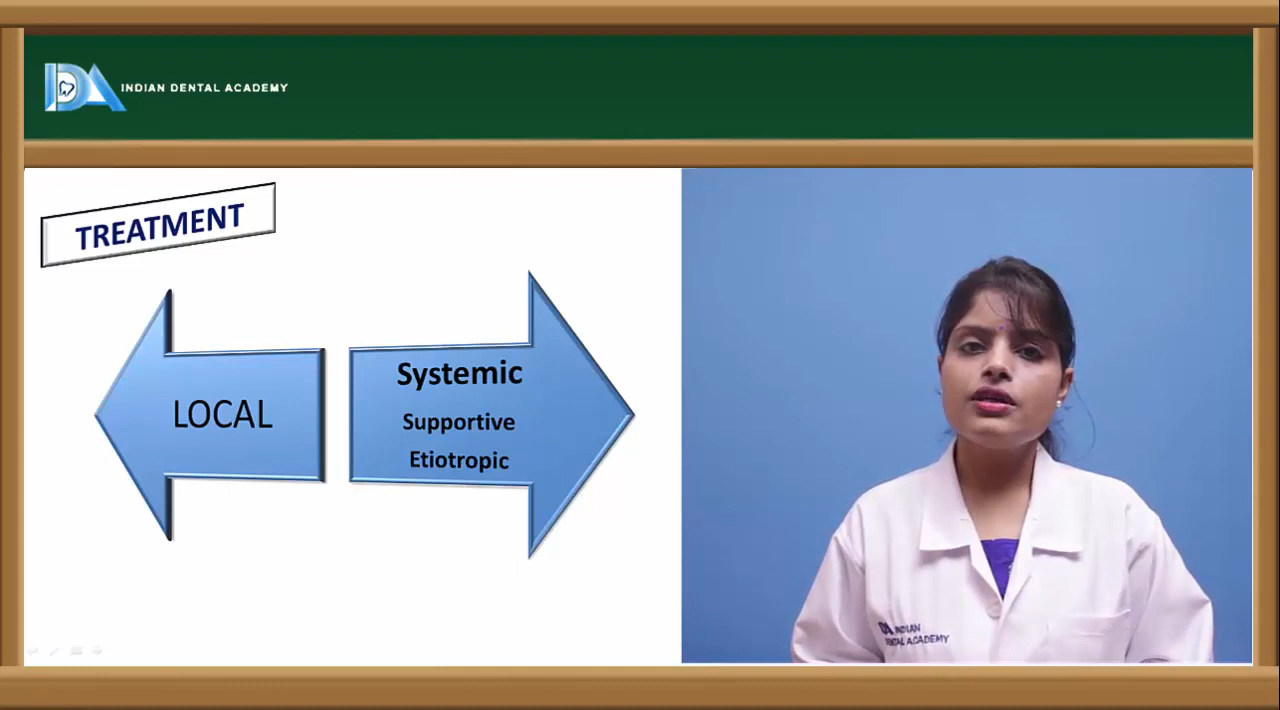 INDIAN DENTAL ACADEMY
TREATMENT
LOCAL
Systemic
Supportive
Etiotropic
INDIAN
DENTAL ACADEMY